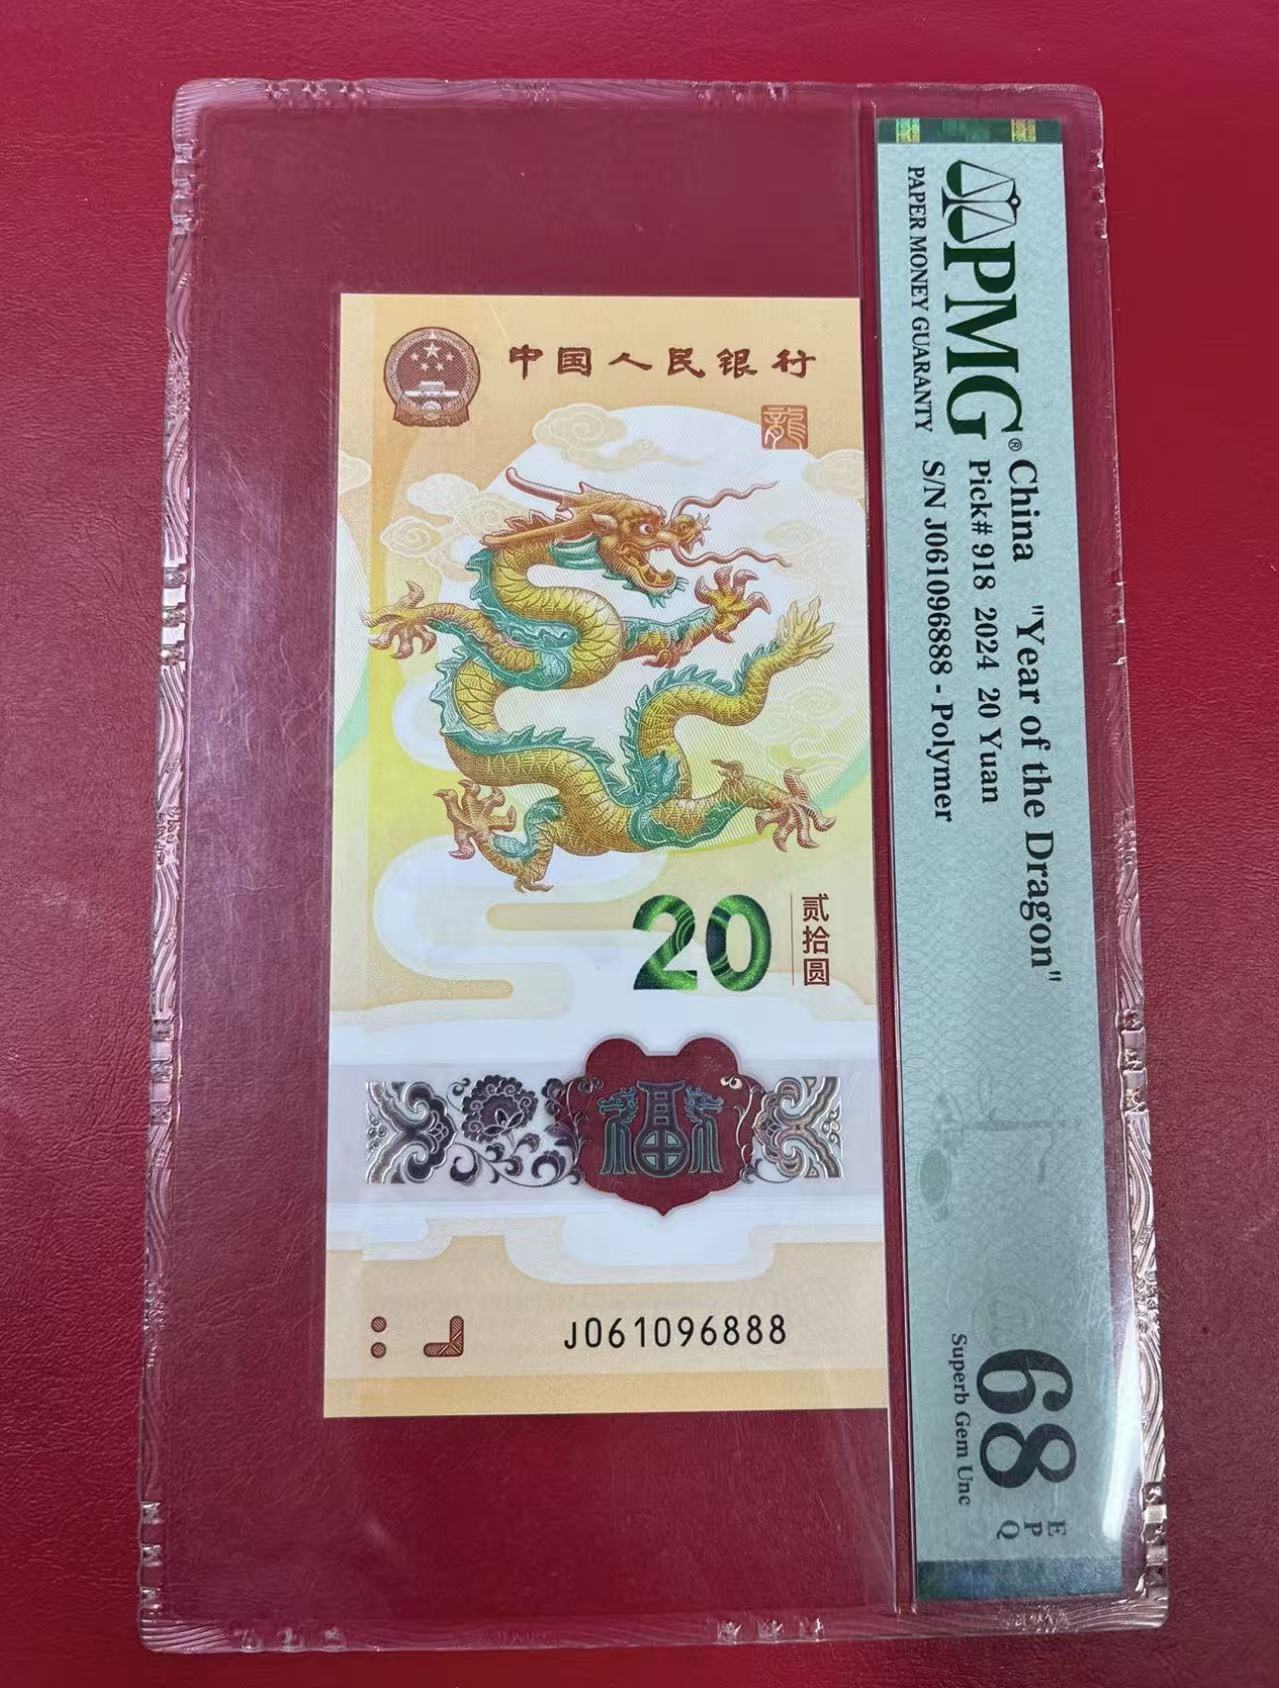 中国人民银行
龍
20
贰拾圆
福
J061096888
PMG®
PAPER MONEY GUARANTY
China "Year of the Dragon"
Pick# 918 2024 20 Yuan
S/N J061096888 - Polymer
68
EPQ
Superb Gem Unc